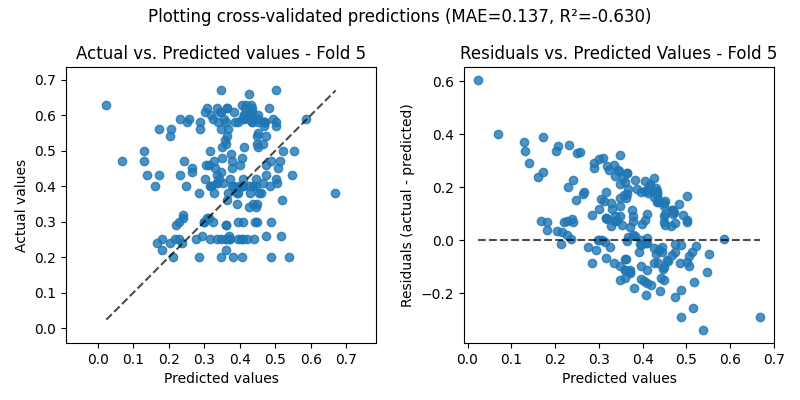 Plotting cross-validated predictions (MAE=0.137, R²=-0.630)
Actual vs. Predicted values - Fold 5
Actual values
0.7
0.6
0.5
0.4
0.3
0.2
0.1
0.0
0.0 0.1 0.2 0.3 0.4 0.5 0.6 0.7
Predicted values
Residuals vs. Predicted Values - Fold 5
Residuals (actual - predicted)
0.6
0.4
0.2
0.0
−0.2
0.0 0.1 0.2 0.3 0.4 0.5 0.6 0.7
Predicted values